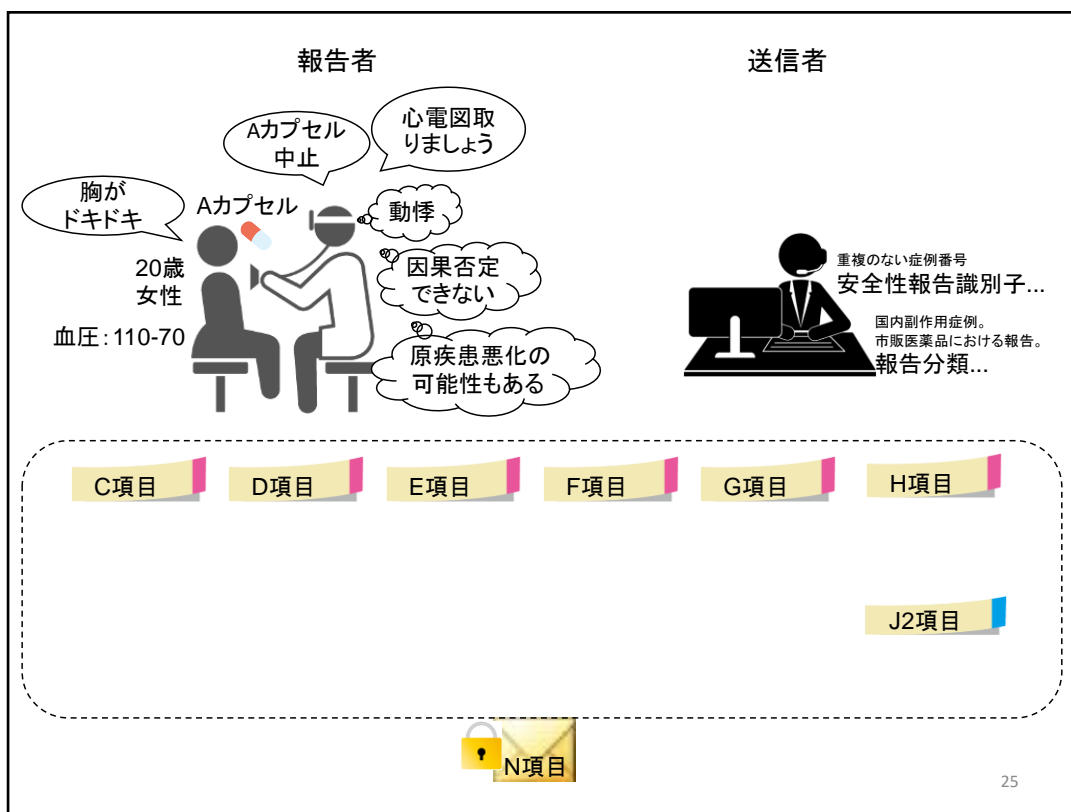 報告者
送信者
心電図取
りましょう
Aカプセル
中止
胸が
ドキドキ
Aカプセル
動悸
20歳
女性
因果否定
できない
血圧：110-70
原疾患悪化の
可能性もある
重複のない症例番号
安全性報告識別子...
国内副作用症例。
市販医薬品における報告。
報告分類...
C項目
D項目
E項目
F項目
G項目
H項目
J2項目
N項目
25